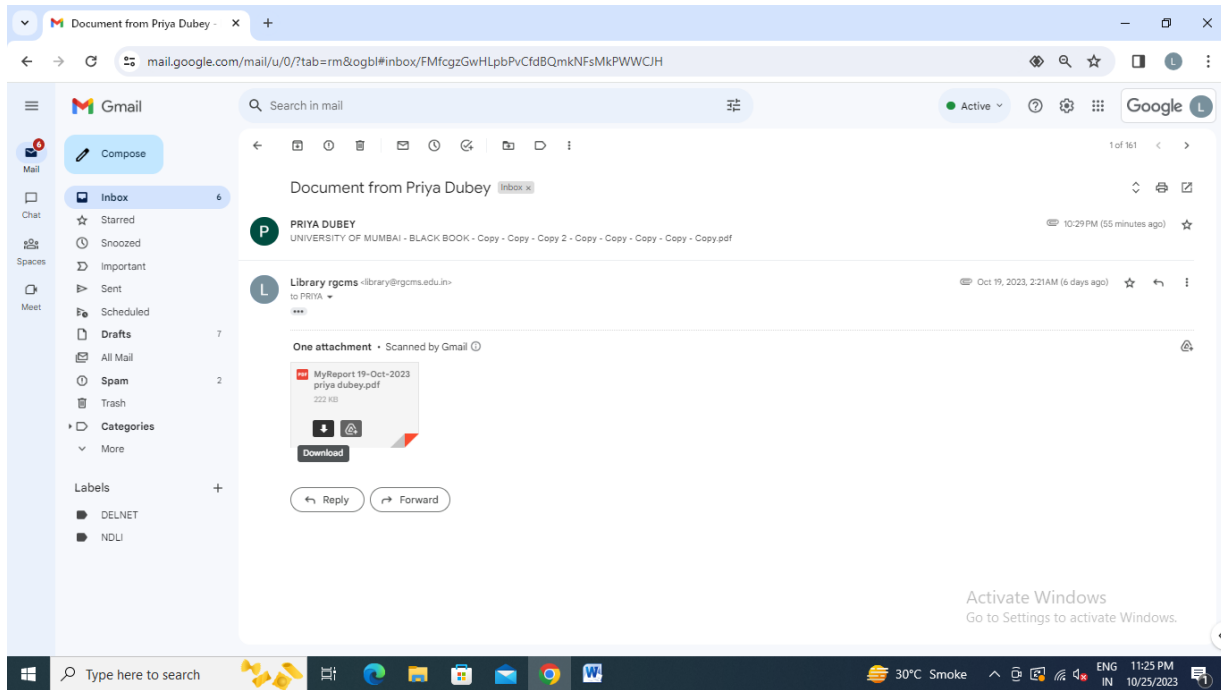 Document from Priya Dubey -
mail.google.com/mail/u/0/?tab=rm&ogbl#inbox/FMfcgzGwHLpbPvCfdBQmkNFsMkPWWCJH
L
Gmail
Search in mail
Active
Google L
6
Mail
Chat
Spaces
Meet
Compose
Inbox 6
Starred
Snoozed
Important
Sent
Scheduled
Drafts 7
All Mail
Spam 2
Trash
Categories
More
Labels +
DELNET
NDLI
1 of 161
Document from Priya Dubey Inbox x
P
PRIYA DUBEY 10:29 PM (55 minutes ago)
UNIVERSITY OF MUMBAI - BLACK BOOK - Copy - Copy - Copy 2 - Copy - Copy - Copy - Copy - Copy.pdf
L
Library rgcms <library@rgcms.edu.in> Oct 19, 2023, 2:21 AM (6 days ago)
to PRIYA
One attachment • Scanned by Gmail
PDF MyReport 19-Oct-2023
priya dubey.pdf
222 KB
Download
Reply Forward
Activate Windows
Go to Settings to activate Windows.
Type here to search
W
30°C Smoke
ENG
IN
11:25 PM
10/25/2023
1